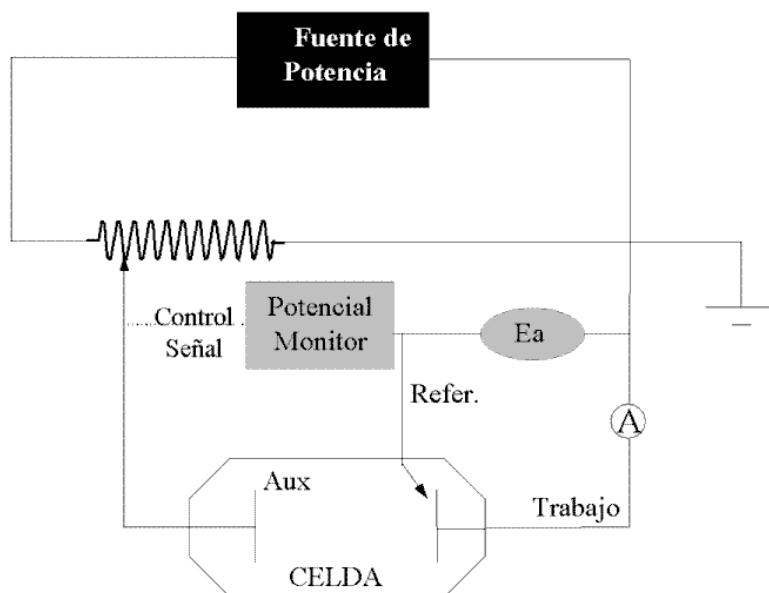 Fuente de
Potencia
Control
Señal
Potencial
Monitor
Ea
Refer.
A
Aux
Trabajo
CELDA